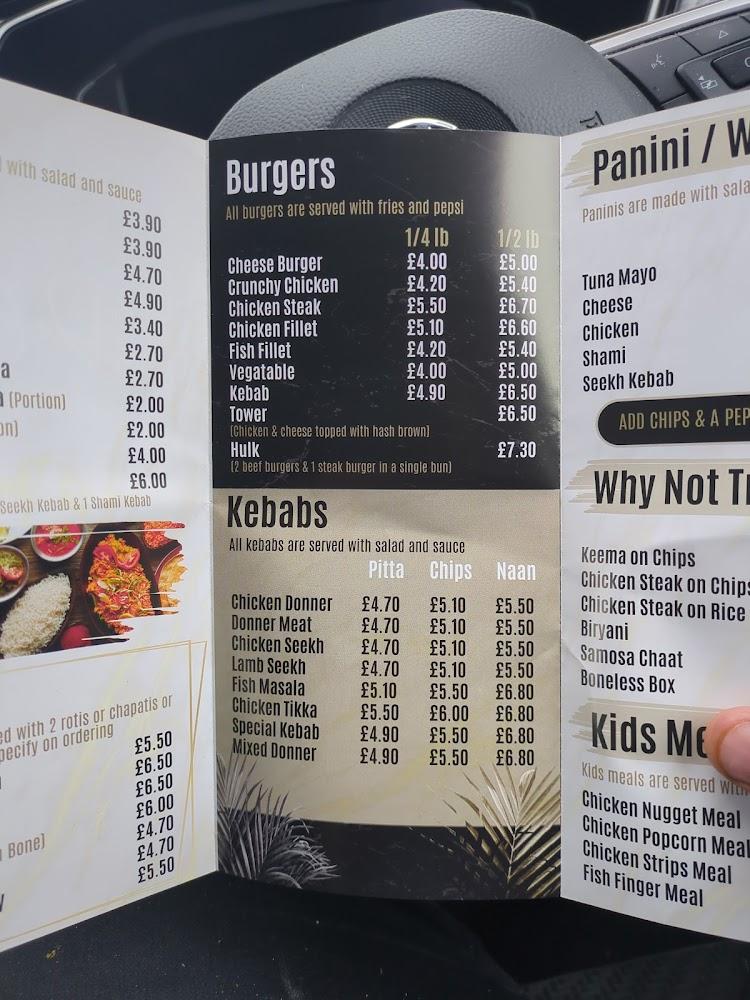 with salad and sauce
£3.90
£3.90
£4.70
£4.90
£3.40
£2.70
£2.70
(Portion) £2.00
£2.00
£4.00
£6.00
Seekh Kebab & 1 Shami Kebab
with 2 rotis or chapatis or
specify on ordering
£5.50
£6.50
£6.50
£6.00
£4.70
Bone) £4.70
£5.50
Burgers
All burgers are served with fries and pepsi
1/4 lb 1/2 lb
Cheese Burger £4.00 £5.00
Crunchy Chicken £4.20 £5.40
Chicken Steak £5.50 £6.70
Chicken Fillet £5.10 £6.60
Fish Fillet £4.20 £5.40
Vegatable £4.00 £5.00
Kebab £4.90 £6.50
Tower £6.50
(Chicken & cheese topped with hash brown)
Hulk £7.30
(2 beef burgers & 1 steak burger in a single bun)
Kebabs
All kebabs are served with salad and sauce
Pitta Chips Naan
Chicken Donner £4.70 £5.10 £5.50
Donner Meat £4.70 £5.10 £5.50
Chicken Seekh £4.70 £5.10 £5.50
Lamb Seekh £4.70 £5.10 £5.50
Fish Masala £5.10 £5.50 £6.80
Chicken Tikka £5.50 £6.00 £6.80
Special Kebab £4.90 £5.50 £6.80
Mixed Donner £4.90 £5.50 £6.80
Panini / W
Paninis are made with sala
Tuna Mayo
Cheese
Chicken
Shami
Seekh Kebab
ADD CHIPS & A PEP
Why Not Tr
Keema on Chips
Chicken Steak on Chips
Chicken Steak on Rice
Biryani
Samosa Chaat
Boneless Box
Kids Me
Kids meals are served with
Chicken Nugget Meal
Chicken Popcorn Meal
Chicken Strips Meal
Fish Finger Meal